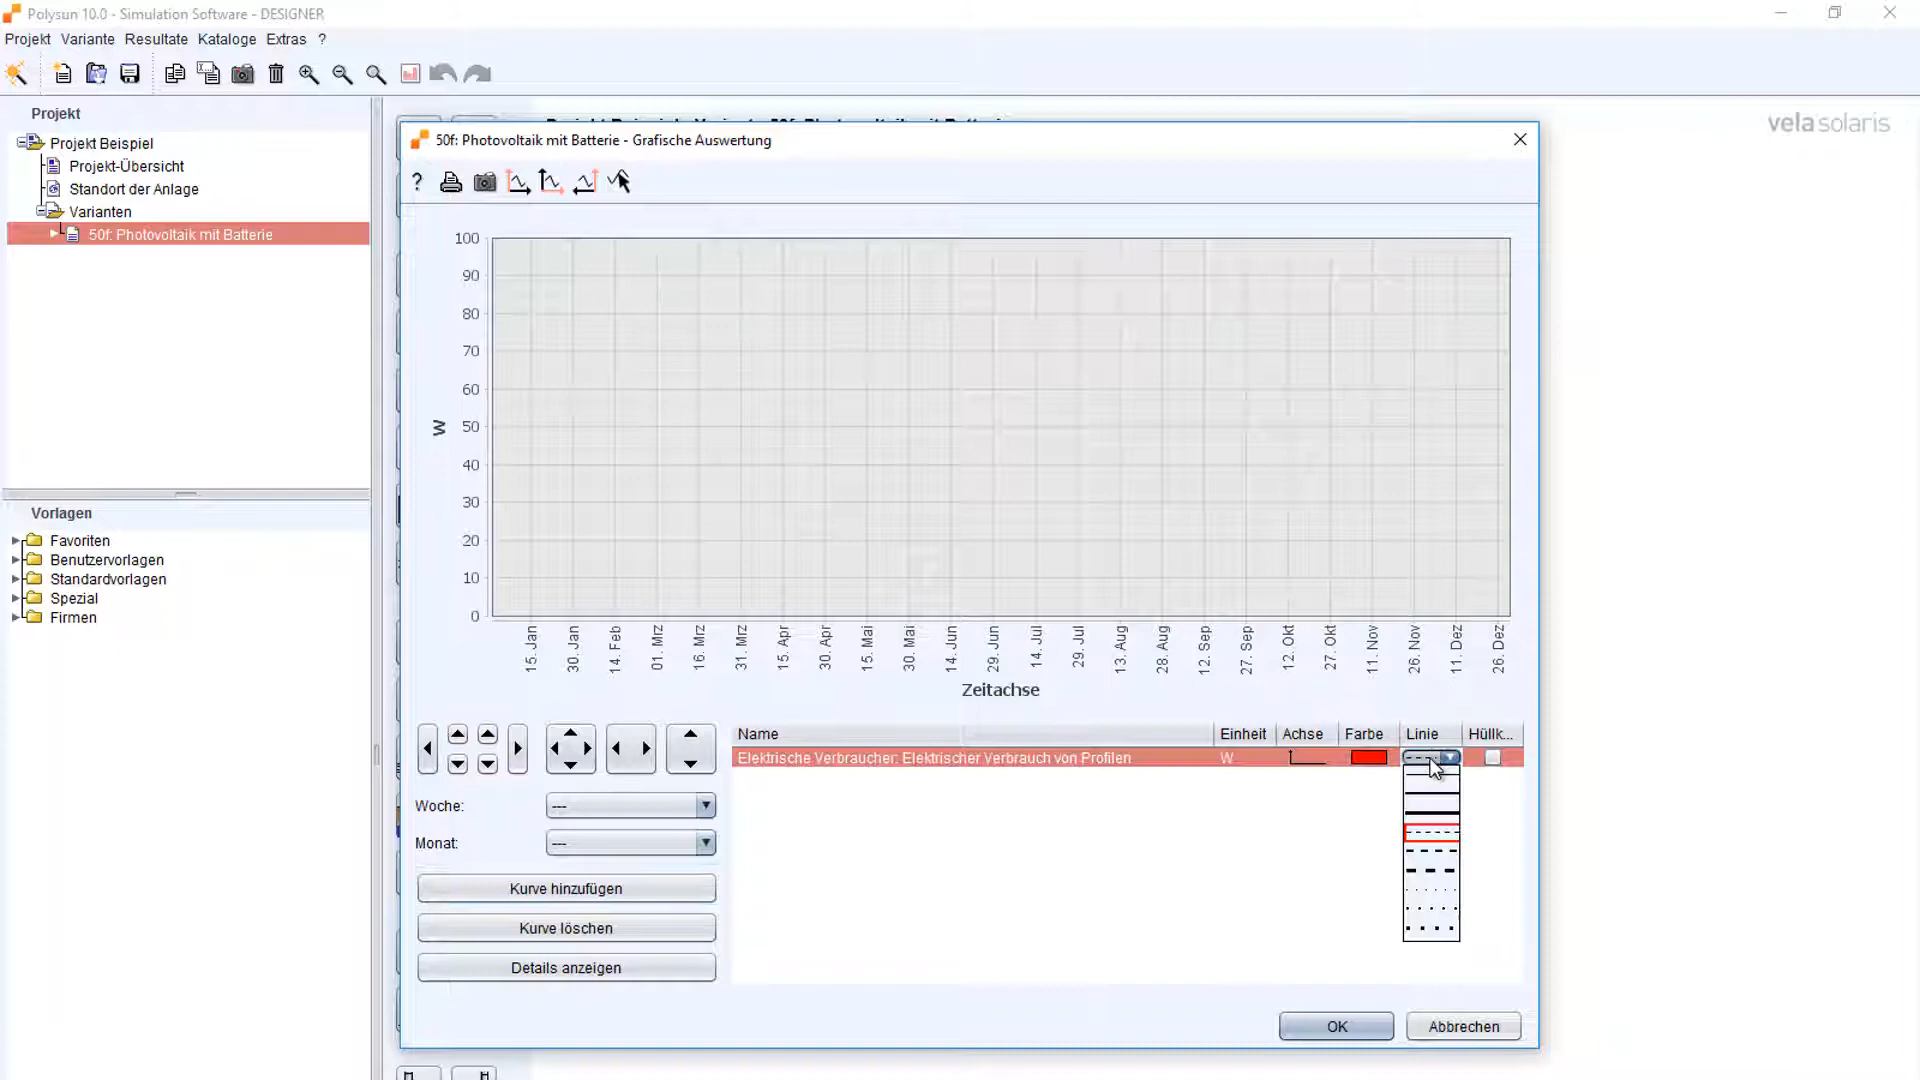 Polysun 10.0 - Simulation Software - DESIGNER
Projekt Variante Resultate Kataloge Extras ?
Projekt
Projekt Beispiel
Projekt-Übersicht
Standort der Anlage
Varianten
50f: Photovoltaik mit Batterie
Vorlagen
Favoriten
Benutzervorlagen
Standardvorlagen
Spezial
Firmen
velasolaris
50f: Photovoltaik mit Batterie - Grafische Auswertung
?
100
90
80
70
60
50
40
30
20
10
0
W
15. Jan 30. Jan 14. Feb 01. Mrz 16. Mrz 31. Mrz 15. Apr 30. Apr 15. Mai 30. Mai 14. Jun 29. Jun 14. Jul 29. Jul 13. Aug 28. Aug 12. Sep 27. Sep 12. Okt 27. Okt 11. Nov 26. Nov 11. Dez 26. Dez
Zeitachse
Name Einheit Achse Farbe Linie Hüllk...
Elektrische Verbraucher: Elektrischer Verbrauch von Profilen W
Woche: ---
Monat: ---
Kurve hinzufügen
Kurve löschen
Details anzeigen
OK Abbrechen